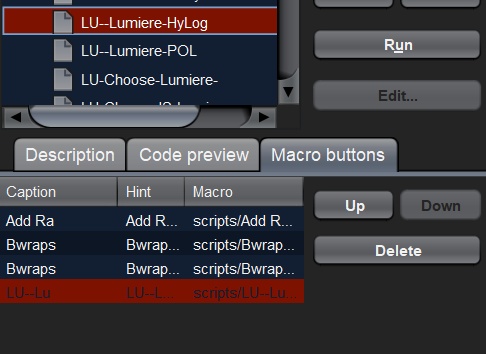 LU--Lumiere-HyLog
LU--Lumiere-POL
LU-Choose-Lumiere-
Run
Edit...
Description Code preview Macro buttons
Caption Hint Macro
Add Ra Add R... scripts/Add R...
Bwraps Bwrap... scripts/Bwrap...
Bwraps Bwrap... scripts/Bwrap...
LU--Lu LU--L... scripts/LU--Lu...
Up Down
Delete